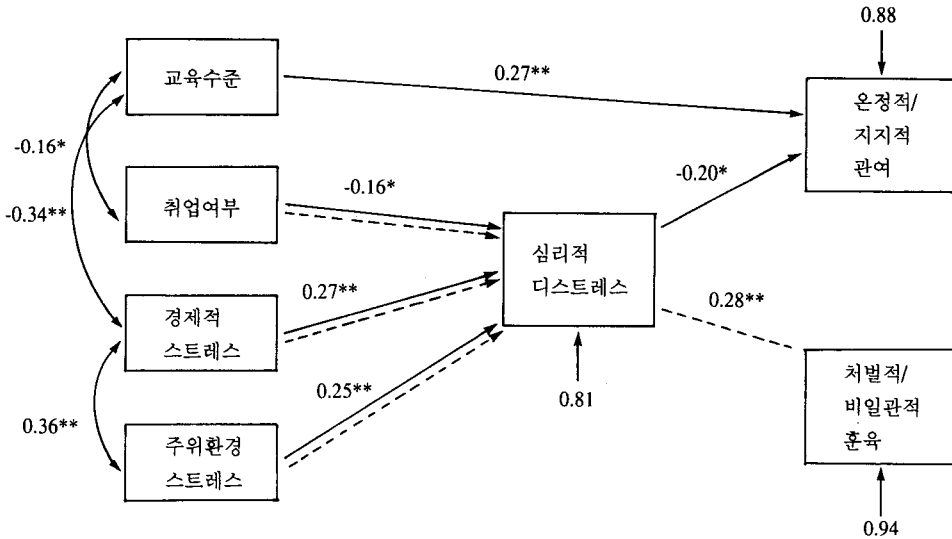 0.88
교육수준
0.27**
온정적/
지지적
관여
-0.16*
-0.20*
취업여부
-0.16*
-0.34**
심리적
디스트레스
0.27**
0.28**
경제적
스트레스
처벌적/
비일관적
훈육
0.25**
0.81
0.36**
주위환경
스트레스
0.94